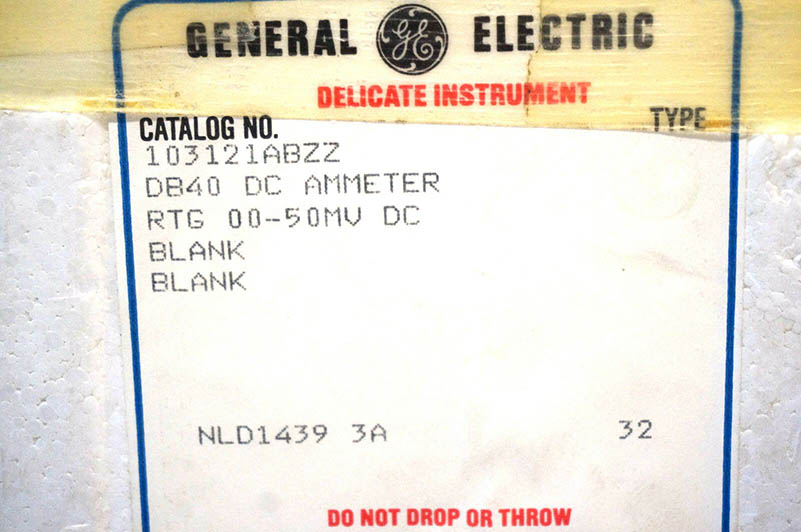 GENERAL GE ELECTRIC
DELICATE INSTRUMENT
CATALOG NO. TYPE
103121ABZZ
DB40 DC AMMETER
RTG 00-50MV DC
BLANK
BLANK
NLD1439 3A 32
DO NOT DROP OR THROW